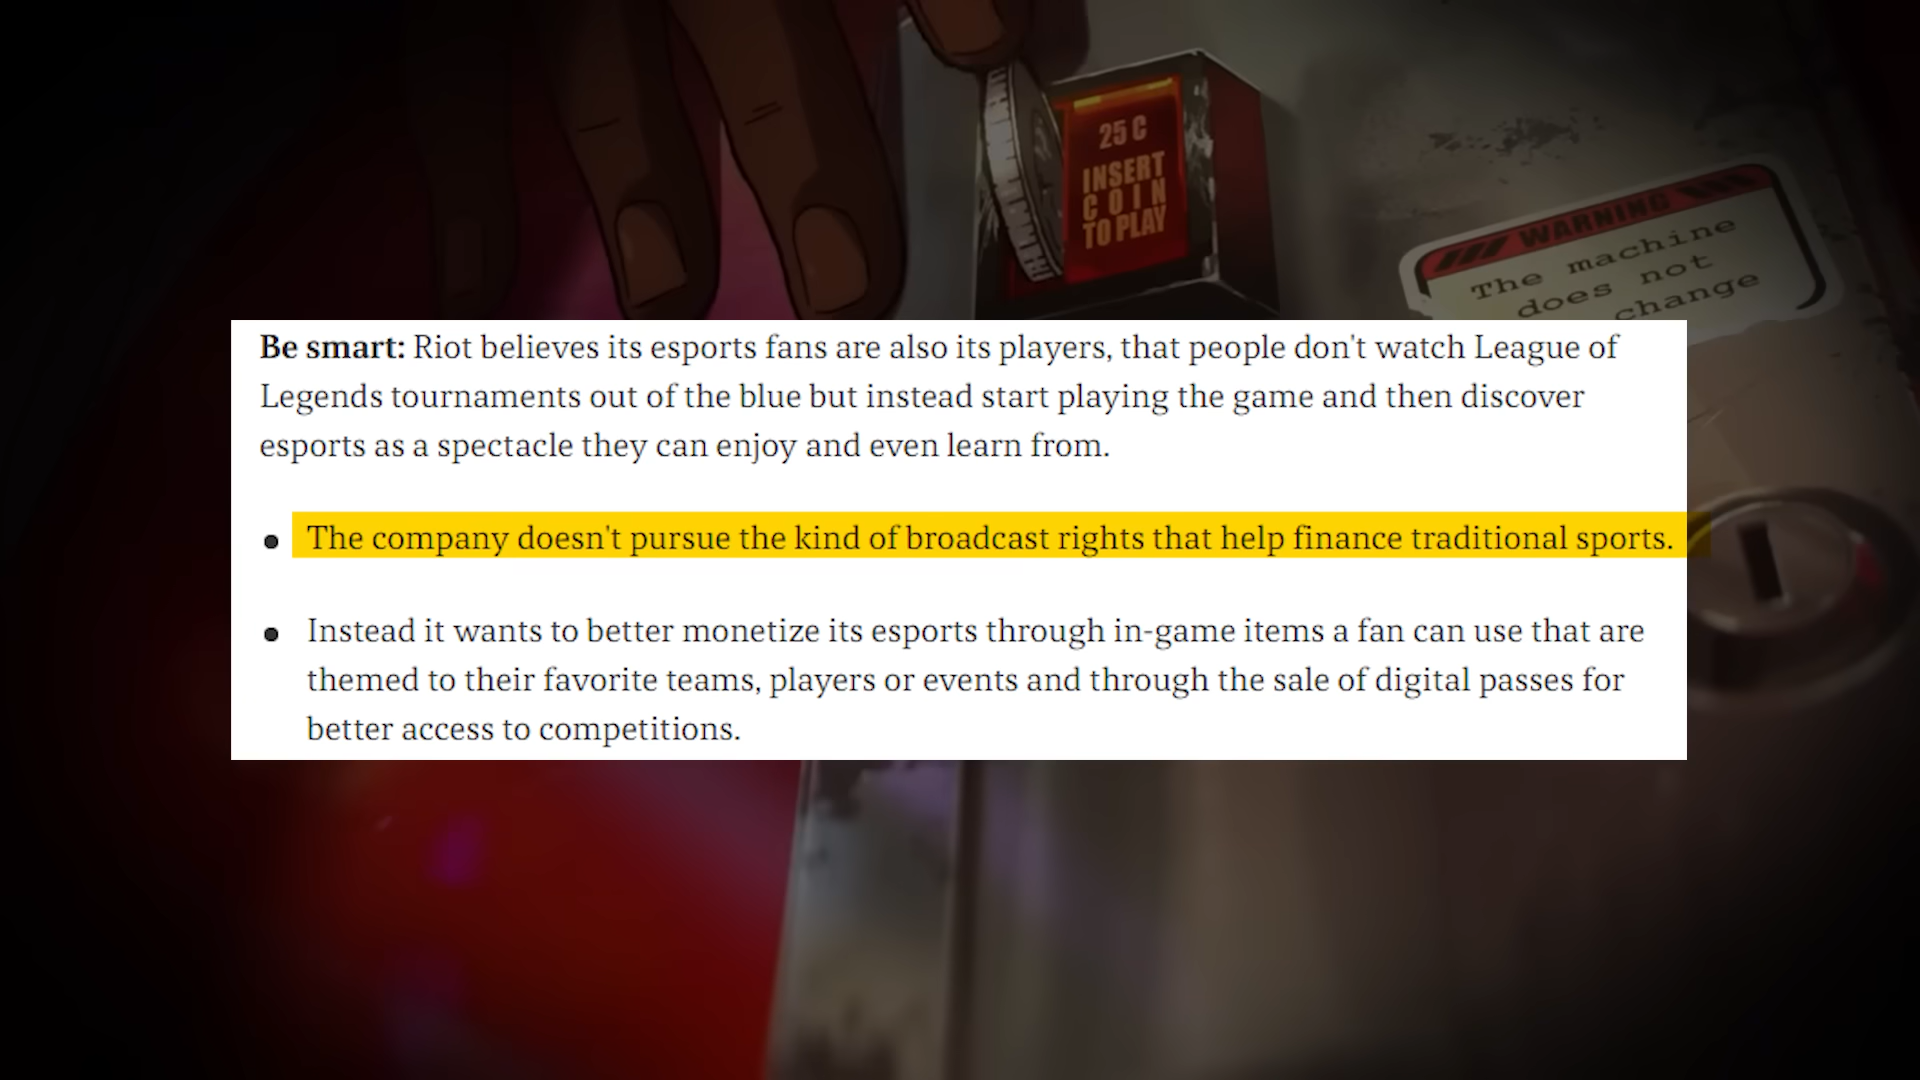 25 C
INSERT
COIN
TO PLAY
WARNING
The machine
does not
change
Be smart: Riot believes its esports fans are also its players, that people don't watch League of
Legends tournaments out of the blue but instead start playing the game and then discover
esports as a spectacle they can enjoy and even learn from.
• The company doesn't pursue the kind of broadcast rights that help finance traditional sports.
• Instead it wants to better monetize its esports through in-game items a fan can use that are
themed to their favorite teams, players or events and through the sale of digital passes for
better access to competitions.